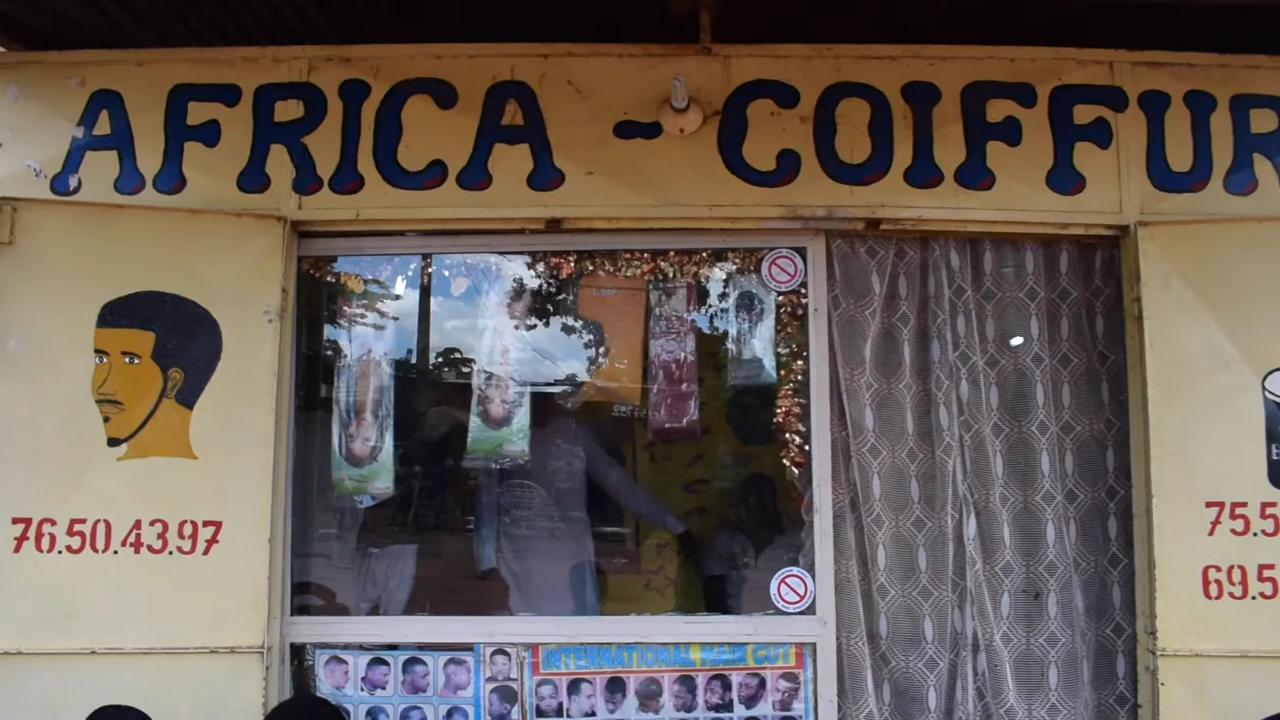 AFRICA - COIFFUR
76.50.43.97
75.5
69.5
INTERNATIONAL HAIR CUT